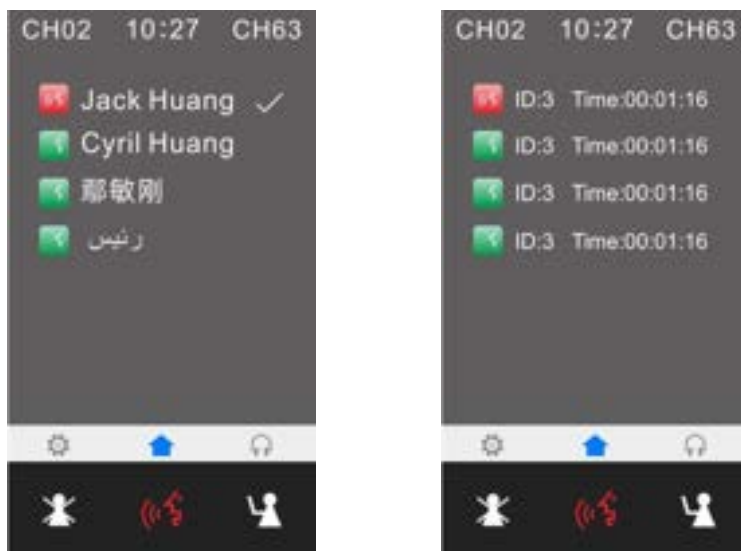 CH02 10:27 CH63
Jack Huang
Cyril Huang
鄢敏刚
رئيس
CH02 10:27 CH63
ID:3 Time:00:01:16
ID:3 Time:00:01:16
ID:3 Time:00:01:16
ID:3 Time:00:01:16